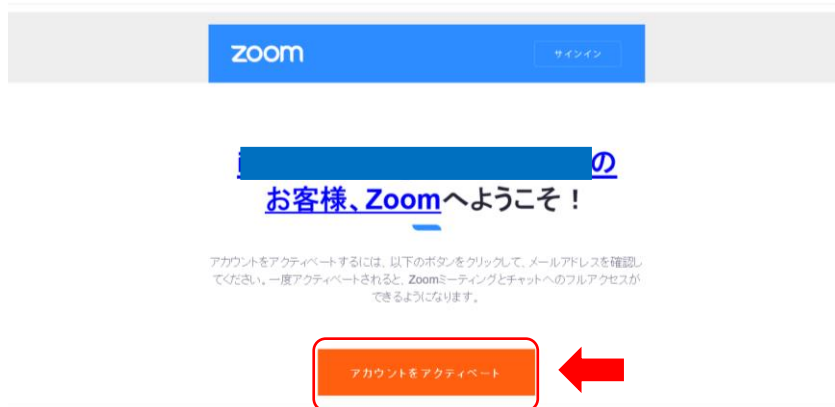 zoom
サインイン
の
お客様、Zoomへようこそ！
アカウントをアクティベートするには、以下のボタンをクリックして、メールアドレスを確認し
てください。一度アクティベートされると、Zoomミーティングとチャットへのフルアクセスが
できるようになります。
アカウントをアクティベート